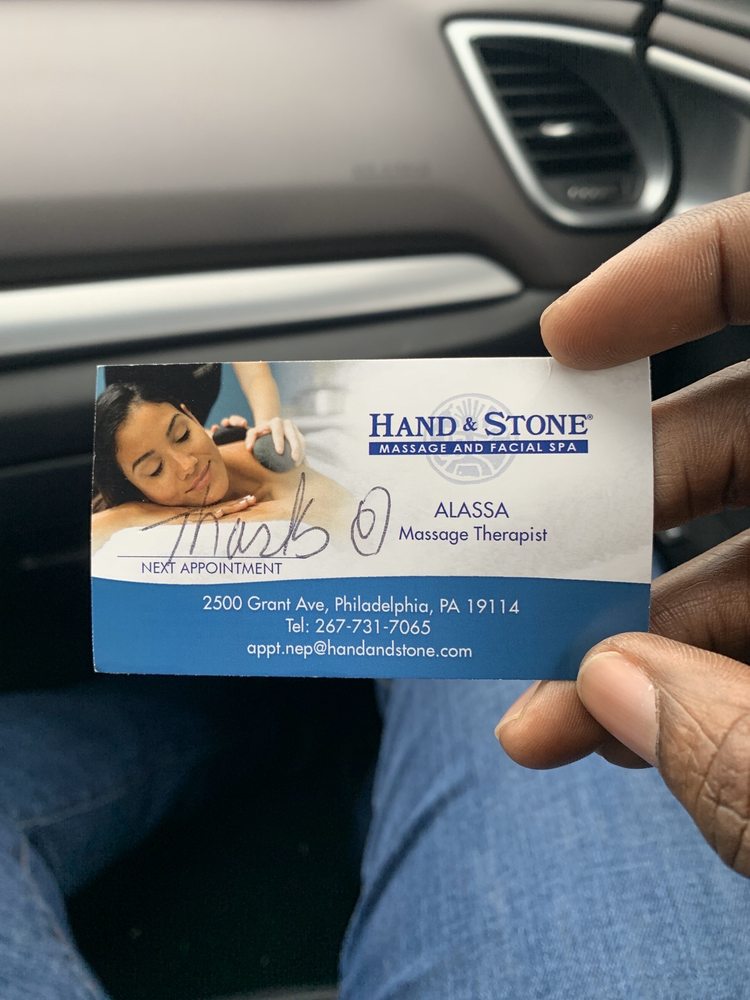 HAND & STONE®
MASSAGE AND FACIAL SPA
ALASSA
Massage Therapist
Thanks
NEXT APPOINTMENT
2500 Grant Ave, Philadelphia, PA 19114
Tel: 267-731-7065
appt.nep@handandstone.com